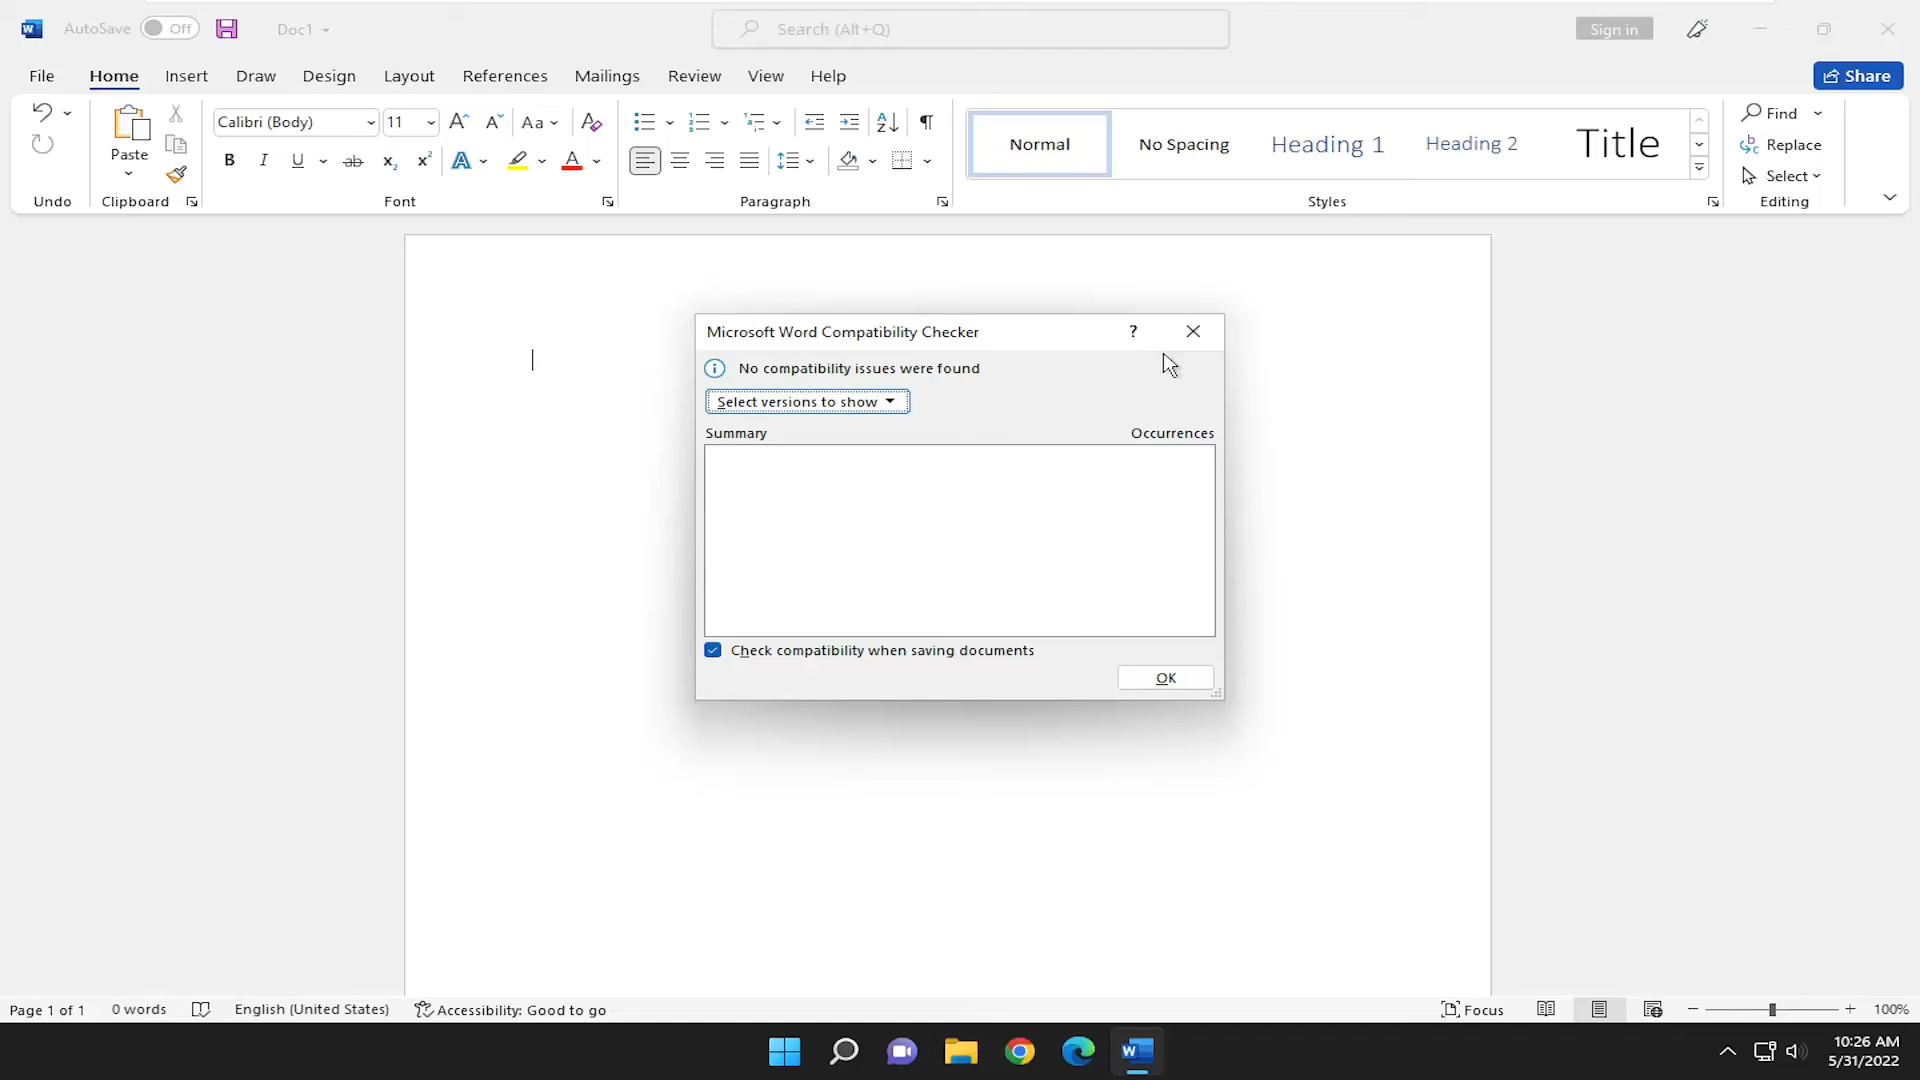 AutoSave Off Doc1 Search (Alt+Q) Sign in
File Home Insert Draw Design Layout References Mailings Review View Help Share
Calibri (Body) 11 Aa Normal No Spacing Heading 1 Heading 2 Title Find
Paste Replace
B I U ab Select
Undo Clipboard Font Paragraph Styles Editing
Microsoft Word Compatibility Checker ?
No compatibility issues were found
Select versions to show
Summary Occurrences
Check compatibility when saving documents
OK
Page 1 of 1 0 words English (United States) Accessibility: Good to go Focus 100%
10:26 AM
5/31/2022